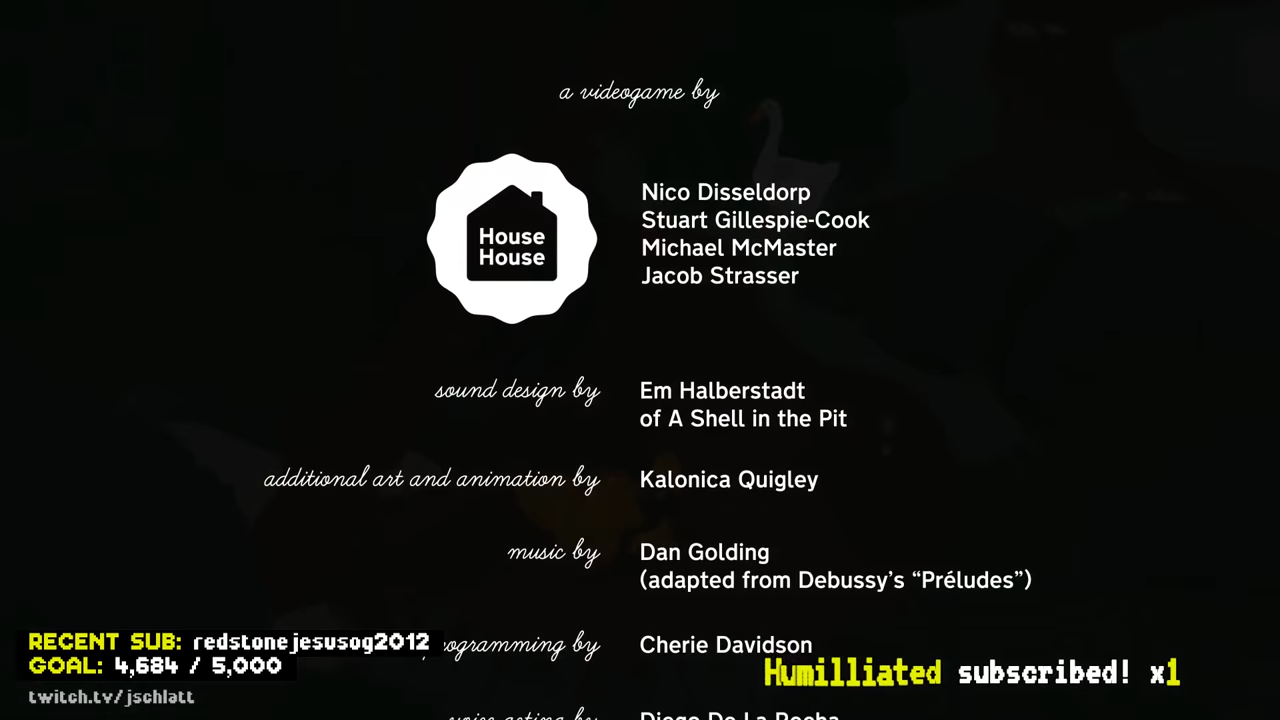 a videogame by
House
House
Nico Disseldorp
Stuart Gillespie-Cook
Michael McMaster
Jacob Strasser
sound design by
Em Halberstadt
of A Shell in the Pit
additional art and animation by
Kalonica Quigley
music by
Dan Golding
(adapted from Debussy's “Préludes”)
RECENT SUB: redstonejesusog2012
GOAL: 4,684 / 5,000
twitch.tv/jschlatt
by
Cherie Davidson
Humilliated subscribed! x1